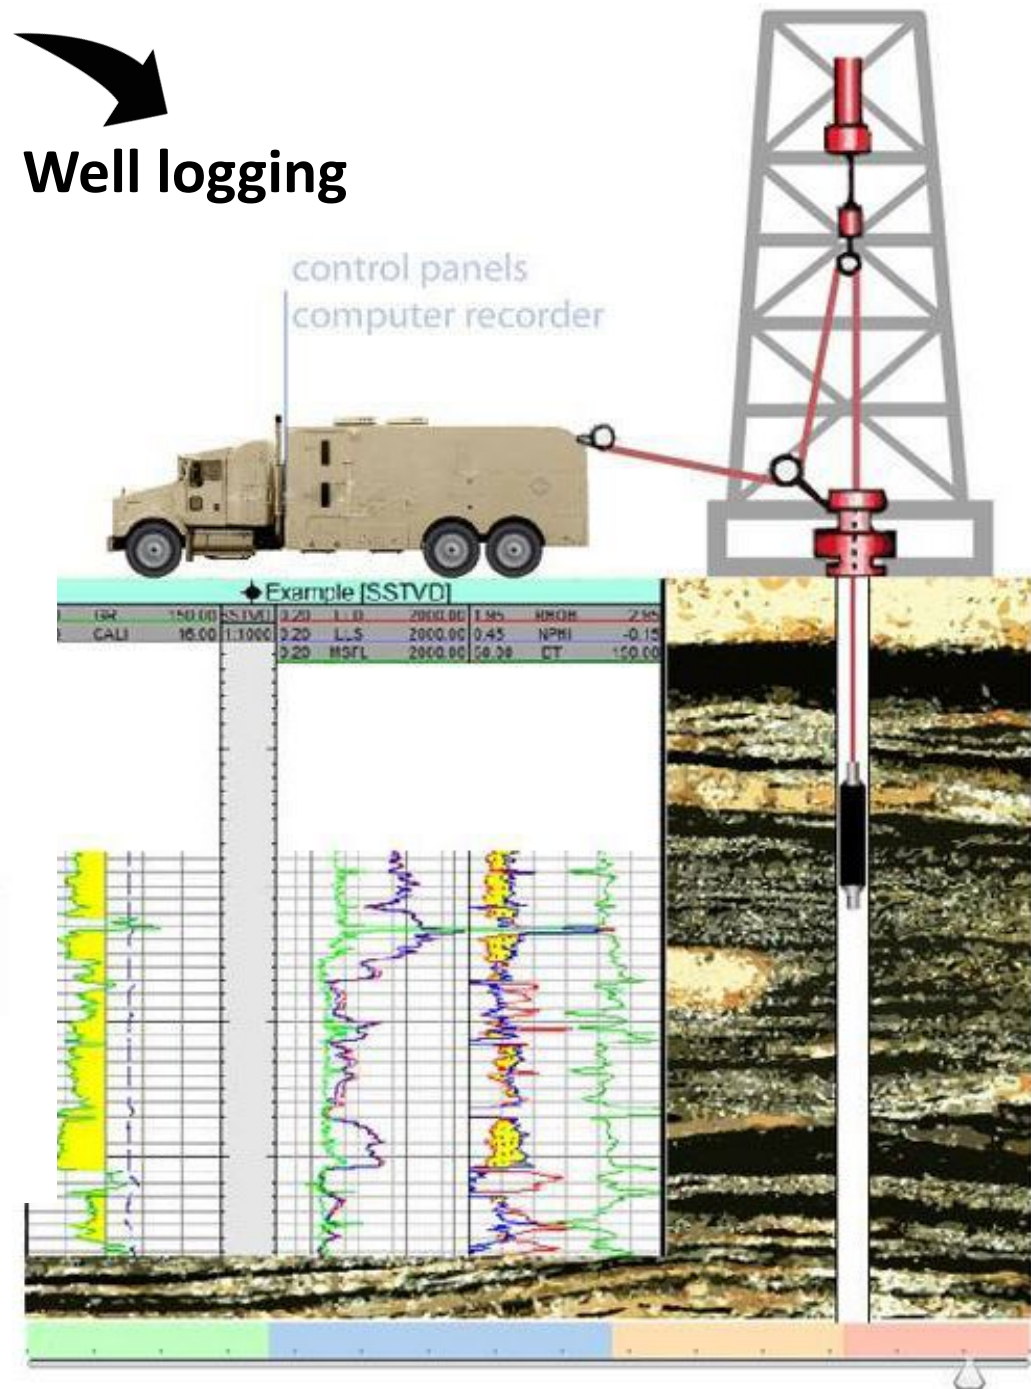 Well logging
control panels
computer recorder
Example [SSTVD]
GR 150.00 SSTVD 0.20 LLD 2000.00 1.95 RHOB 2.95
CALI 16.00 1:1000 0.20 LLS 2000.00 0.45 NPHI -0.15
0.20 MSFL 2000.00 50.00 DT 150.00